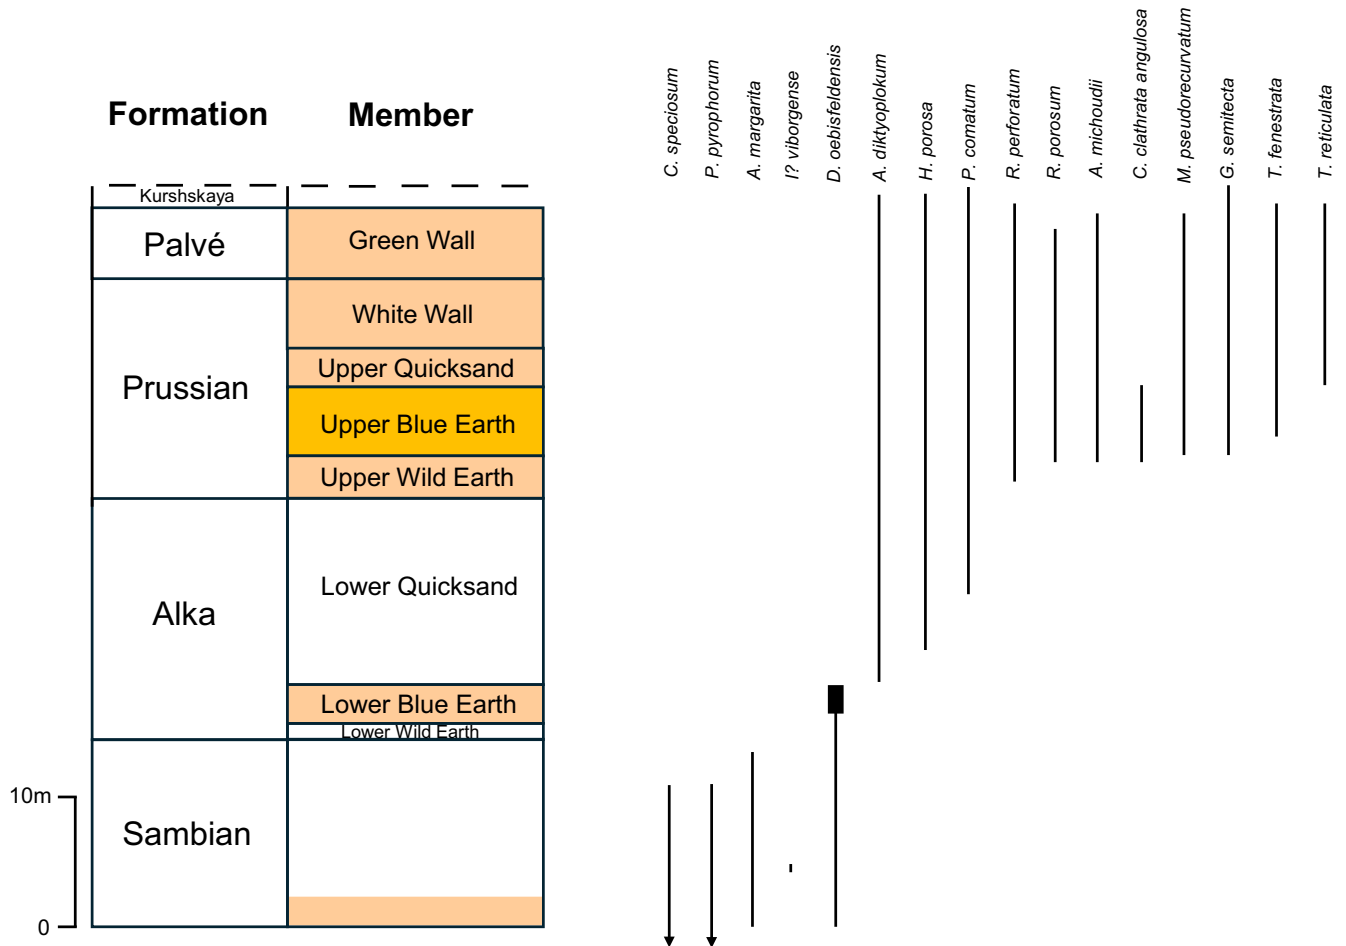 Formation
Member
C. speciosum
P. pyrophorum
A. margarita
I? viborgense
D. oebisfeldensis
A. diktyoplokum
H. porosa
P. comatum
R. perforatum
R. porosum
A. michoudii
C. clathrata angulosa
M. pseudorecurvatum
G. semitecta
T. fenestrata
T. reticulata
Kurshskaya
Palvé
Green Wall
Prussian
White Wall
Upper Quicksand
Upper Blue Earth
Upper Wild Earth
Alka
Lower Quicksand
Lower Blue Earth
Lower Wild Earth
Sambian
10m
0